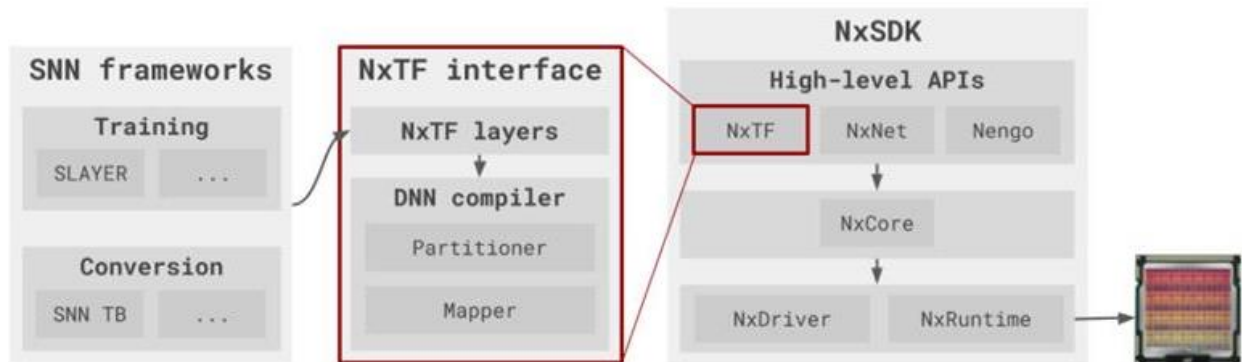 SNN frameworks
Training
SLAYER
...
Conversion
SNN TB
...
NxTF interface
NxTF layers
DNN compiler
Partitioner
Mapper
NxSDK
High-level APIs
NxTF
NxNet
Nengo
NxCore
NxDriver
NxRuntime